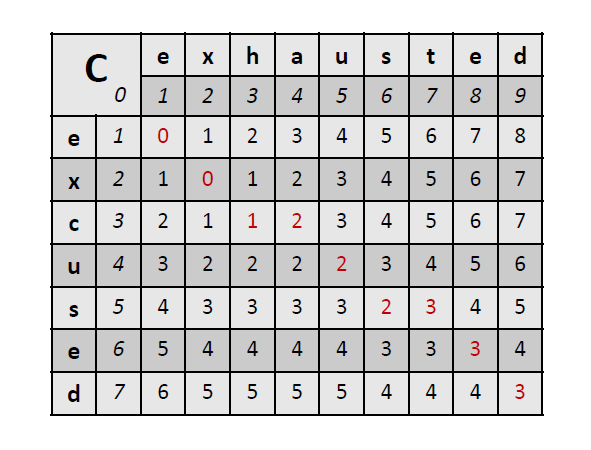 C e x h a u s t e d
0 1 2 3 4 5 6 7 8 9
e 1 0 1 2 3 4 5 6 7 8
x 2 1 0 1 2 3 4 5 6 7
c 3 2 1 1 2 3 4 5 6 7
u 4 3 2 2 2 2 3 4 5 6
s 5 4 3 3 3 3 2 3 4 5
e 6 5 4 4 4 4 3 3 3 4
d 7 6 5 5 5 5 4 4 4 3